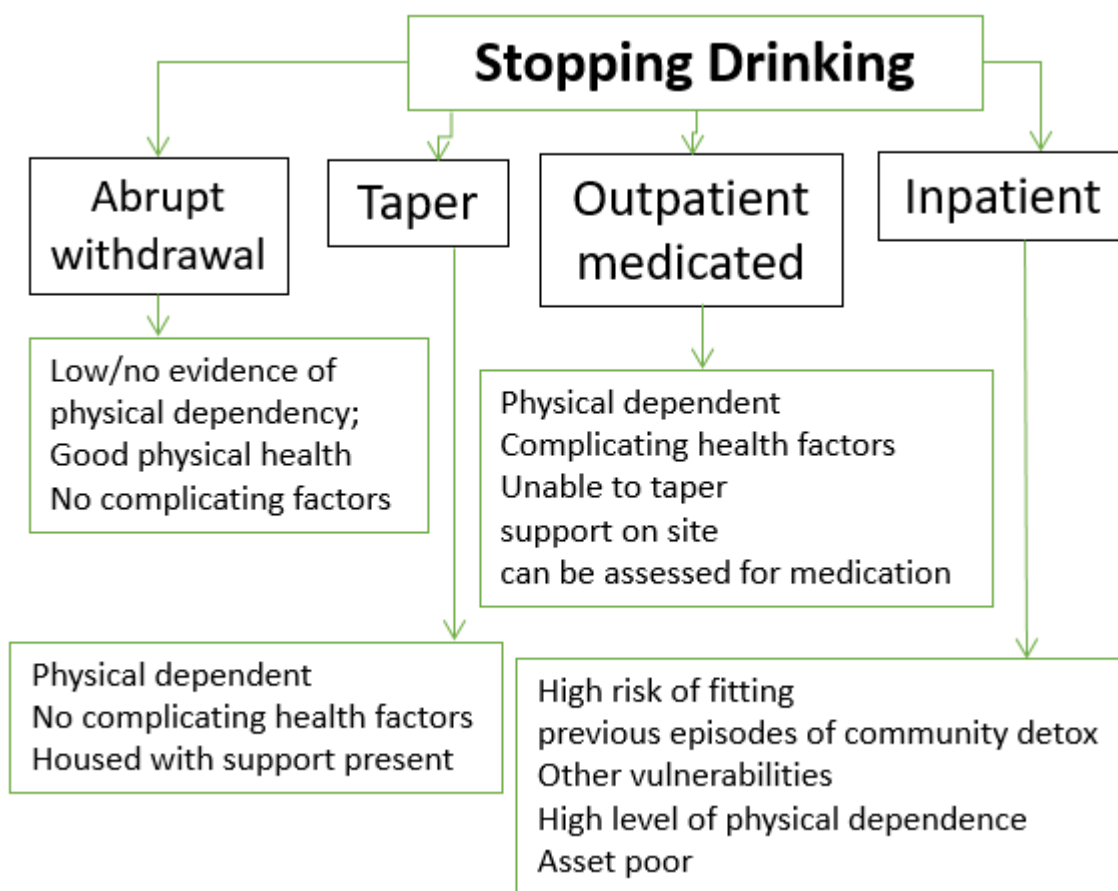 Stopping Drinking
Abrupt
withdrawal
Taper
Outpatient
medicated
Inpatient
Low/no evidence of
physical dependency;
Good physical health
No complicating factors
Physical dependent
Complicating health factors
Unable to taper
support on site
can be assessed for medication
Physical dependent
No complicating health factors
Housed with support present
High risk of fitting
previous episodes of community detox
Other vulnerabilities
High level of physical dependence
Asset poor